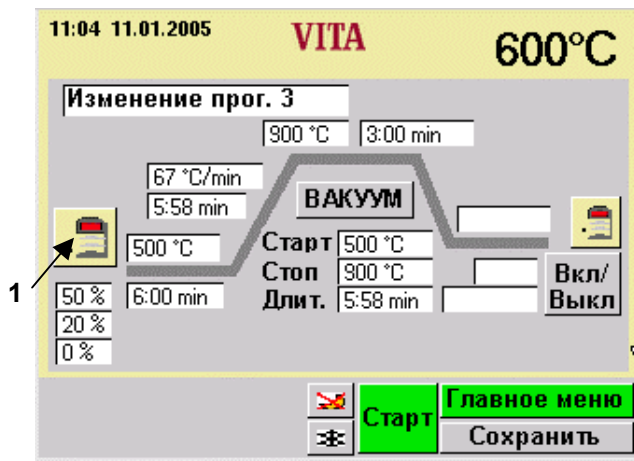 11:04 11.01.2005 VITA 600°C
Изменение прог. 3
900 °C 3:00 min
67 °C/min
5:58 min
ВАКУУМ
500 °C
Старт 500 °C
Стоп 900 °C
Длит. 5:58 min
Вкл/
Выкл
1
50 % 6:00 min
20 %
0 %
Старт
Главное меню
Сохранить